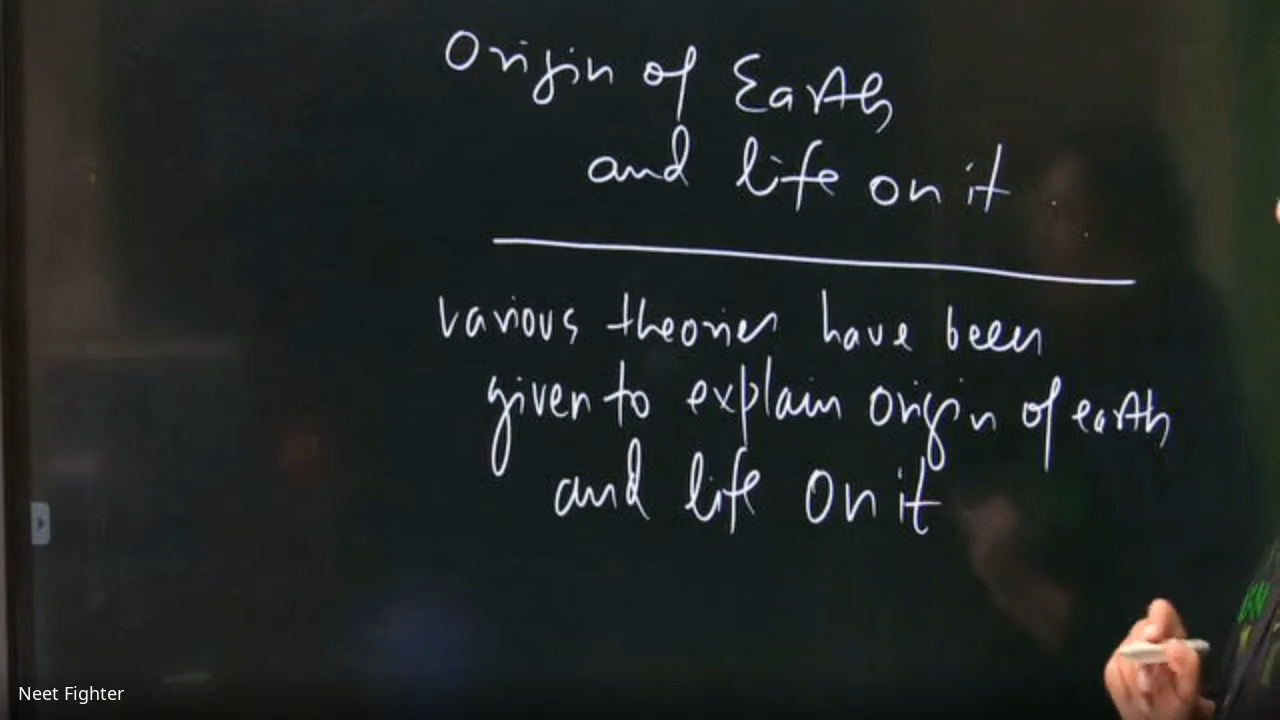 Origin of Earth
and life on it
various theories have been
given to explain origin of earth
and life on it
Neet Fighter